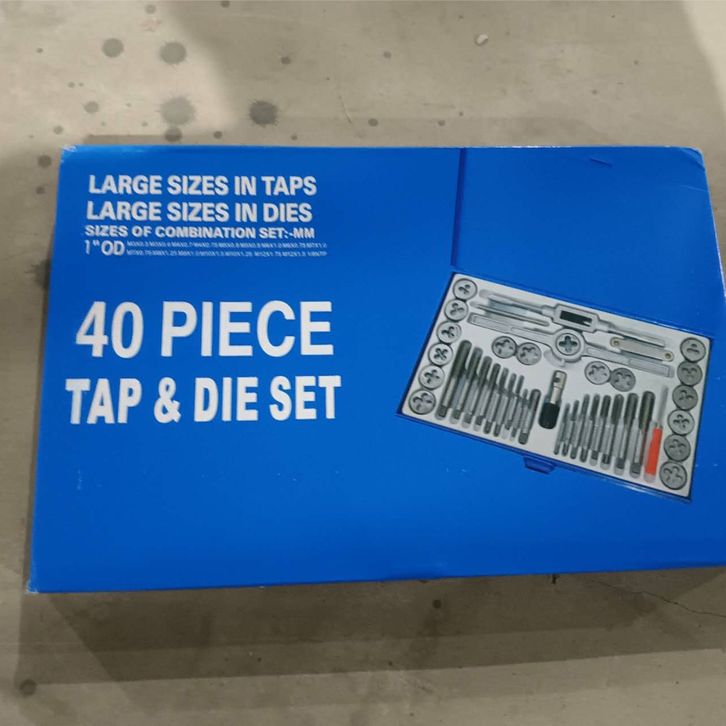 LARGE SIZES IN TAPS
LARGE SIZES IN DIES
SIZES OF COMBINATION SET:-MM
1" OD
40 PIECE
TAP & DIE SET